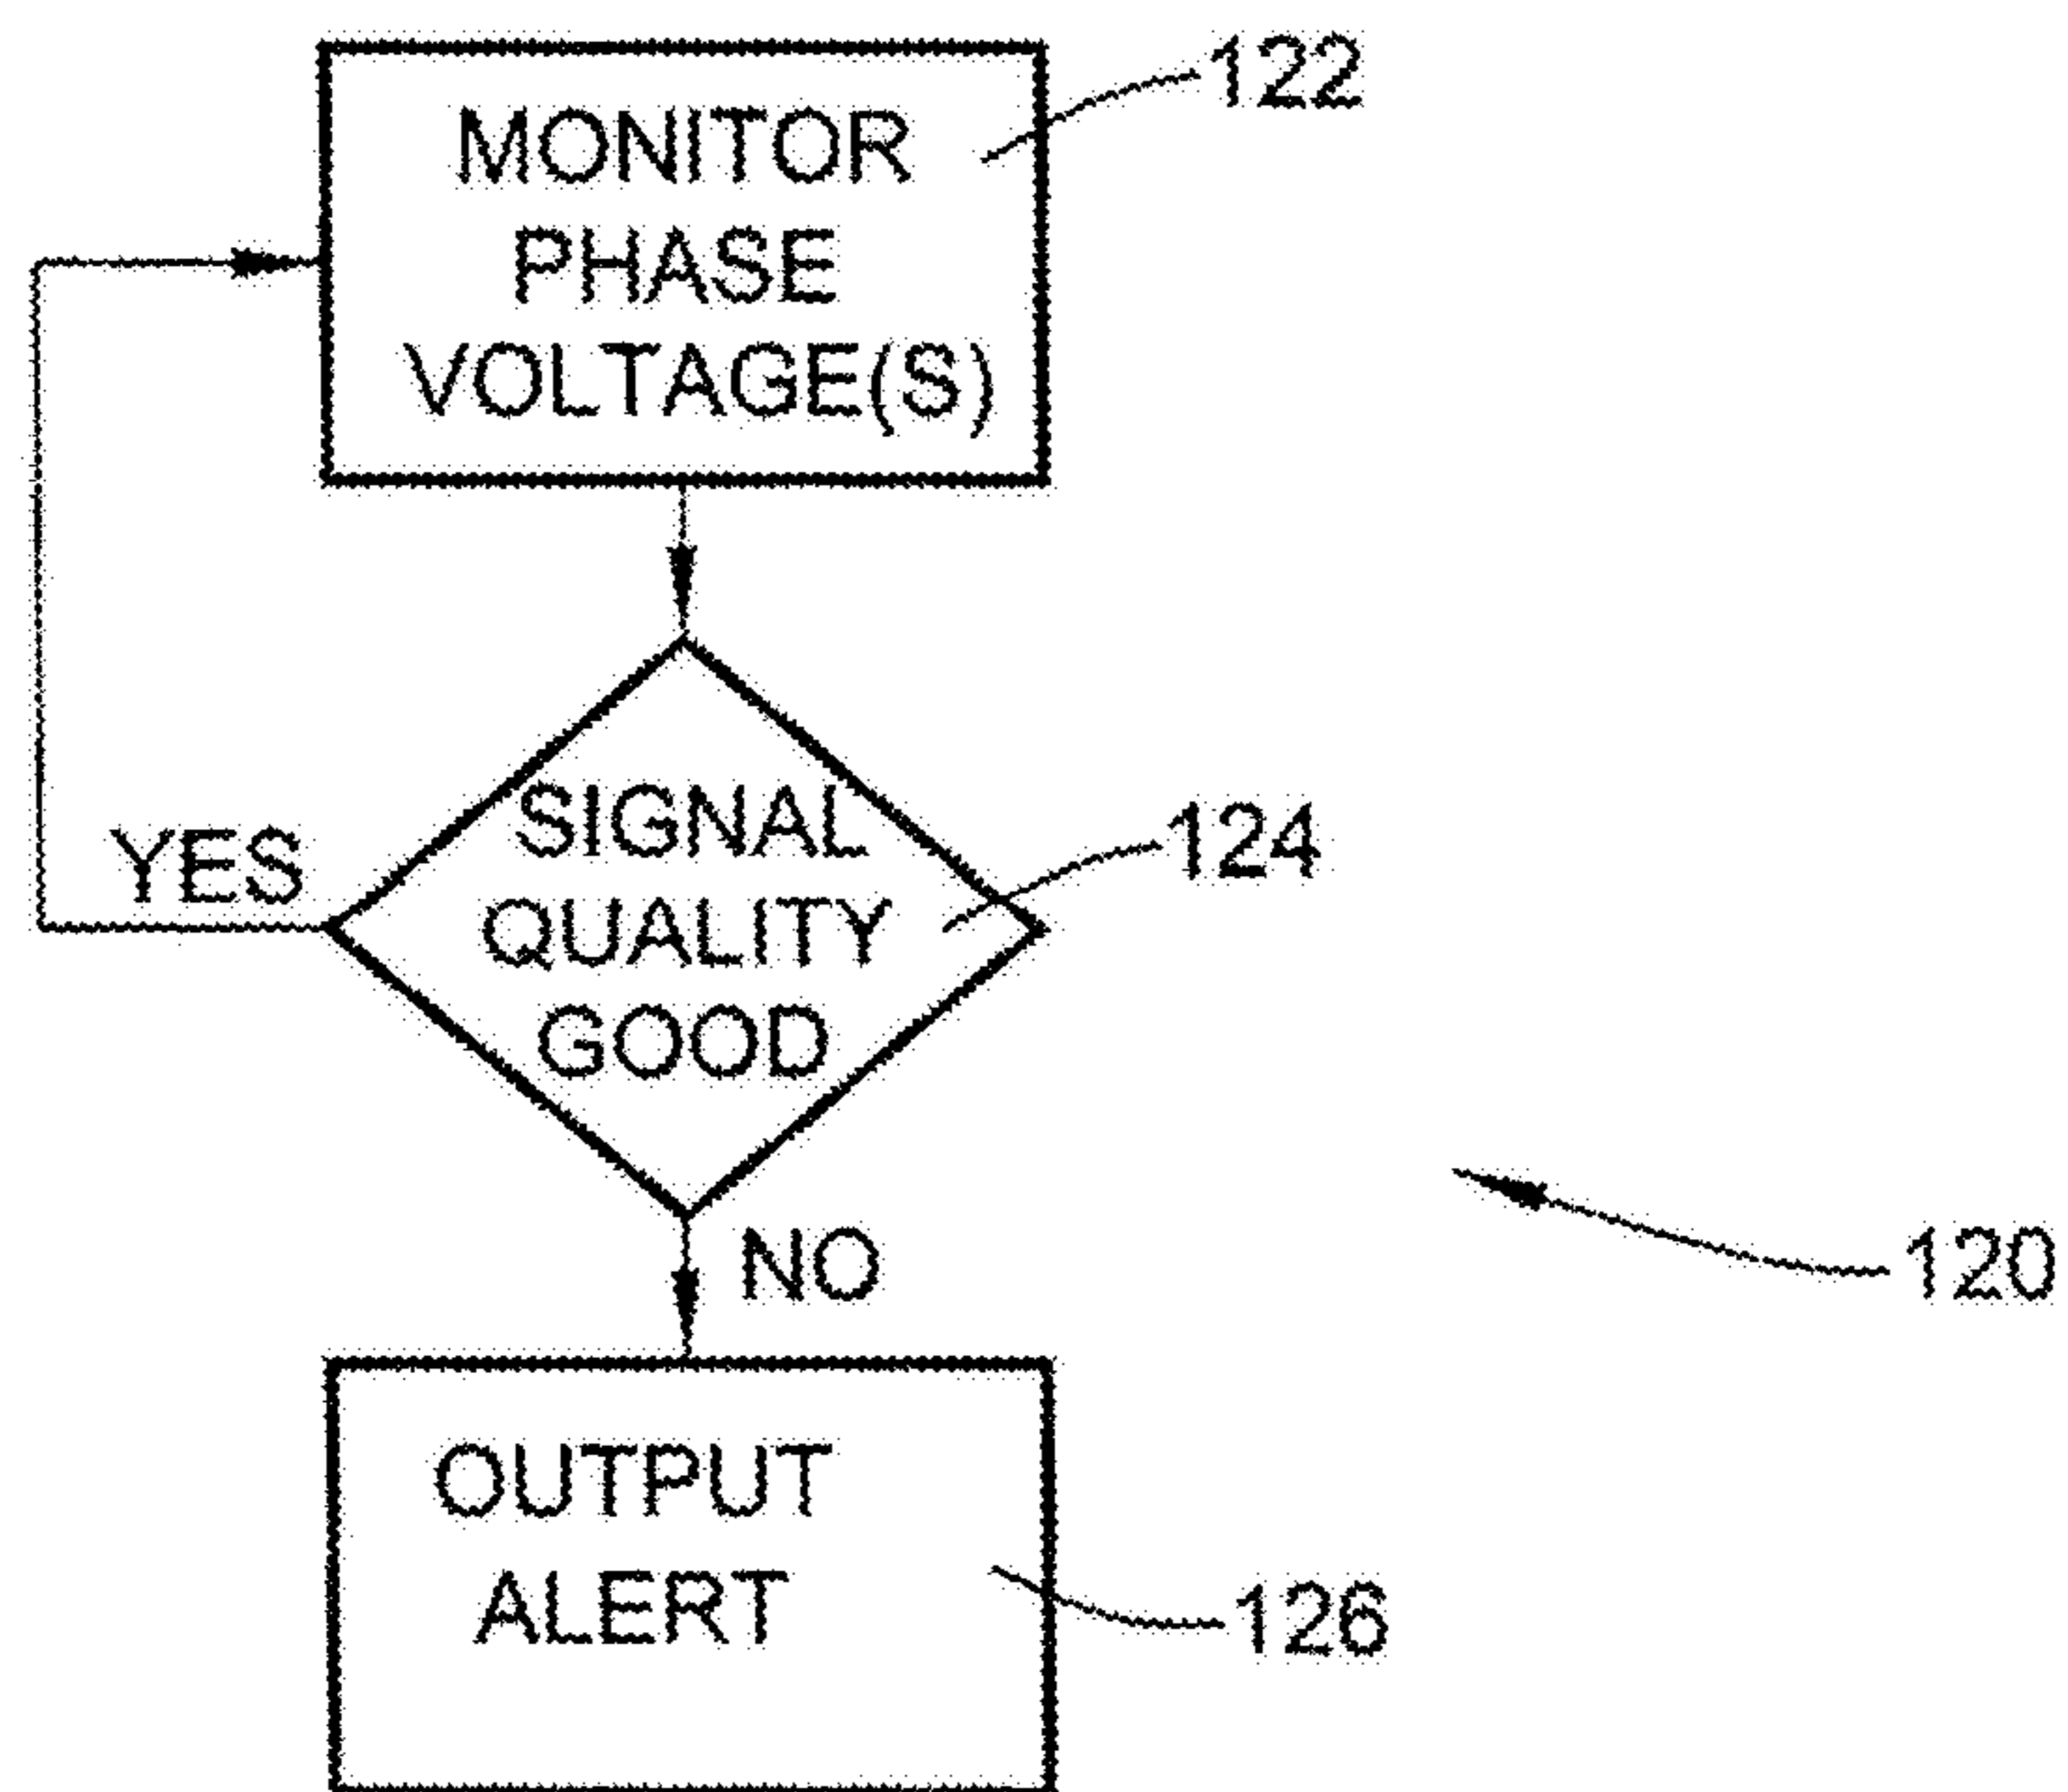 MONITOR
PHASE
VOLTAGE(S)
122
SIGNAL
QUALITY
GOOD
124
YES
NO
120
OUTPUT
ALERT
126